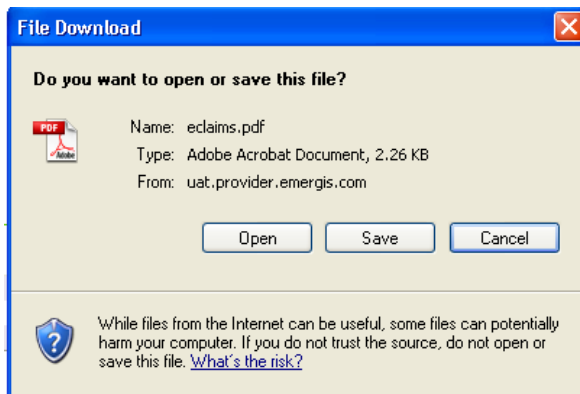 File Download
Do you want to open or save this file?
PDF
Adobe
Name: eclaims.pdf
Type: Adobe Acrobat Document, 2.26 KB
From: uat.provider.emergis.com
Open Save Cancel
While files from the Internet can be useful, some files can potentially
harm your computer. If you do not trust the source, do not open or
save this file. What's the risk?